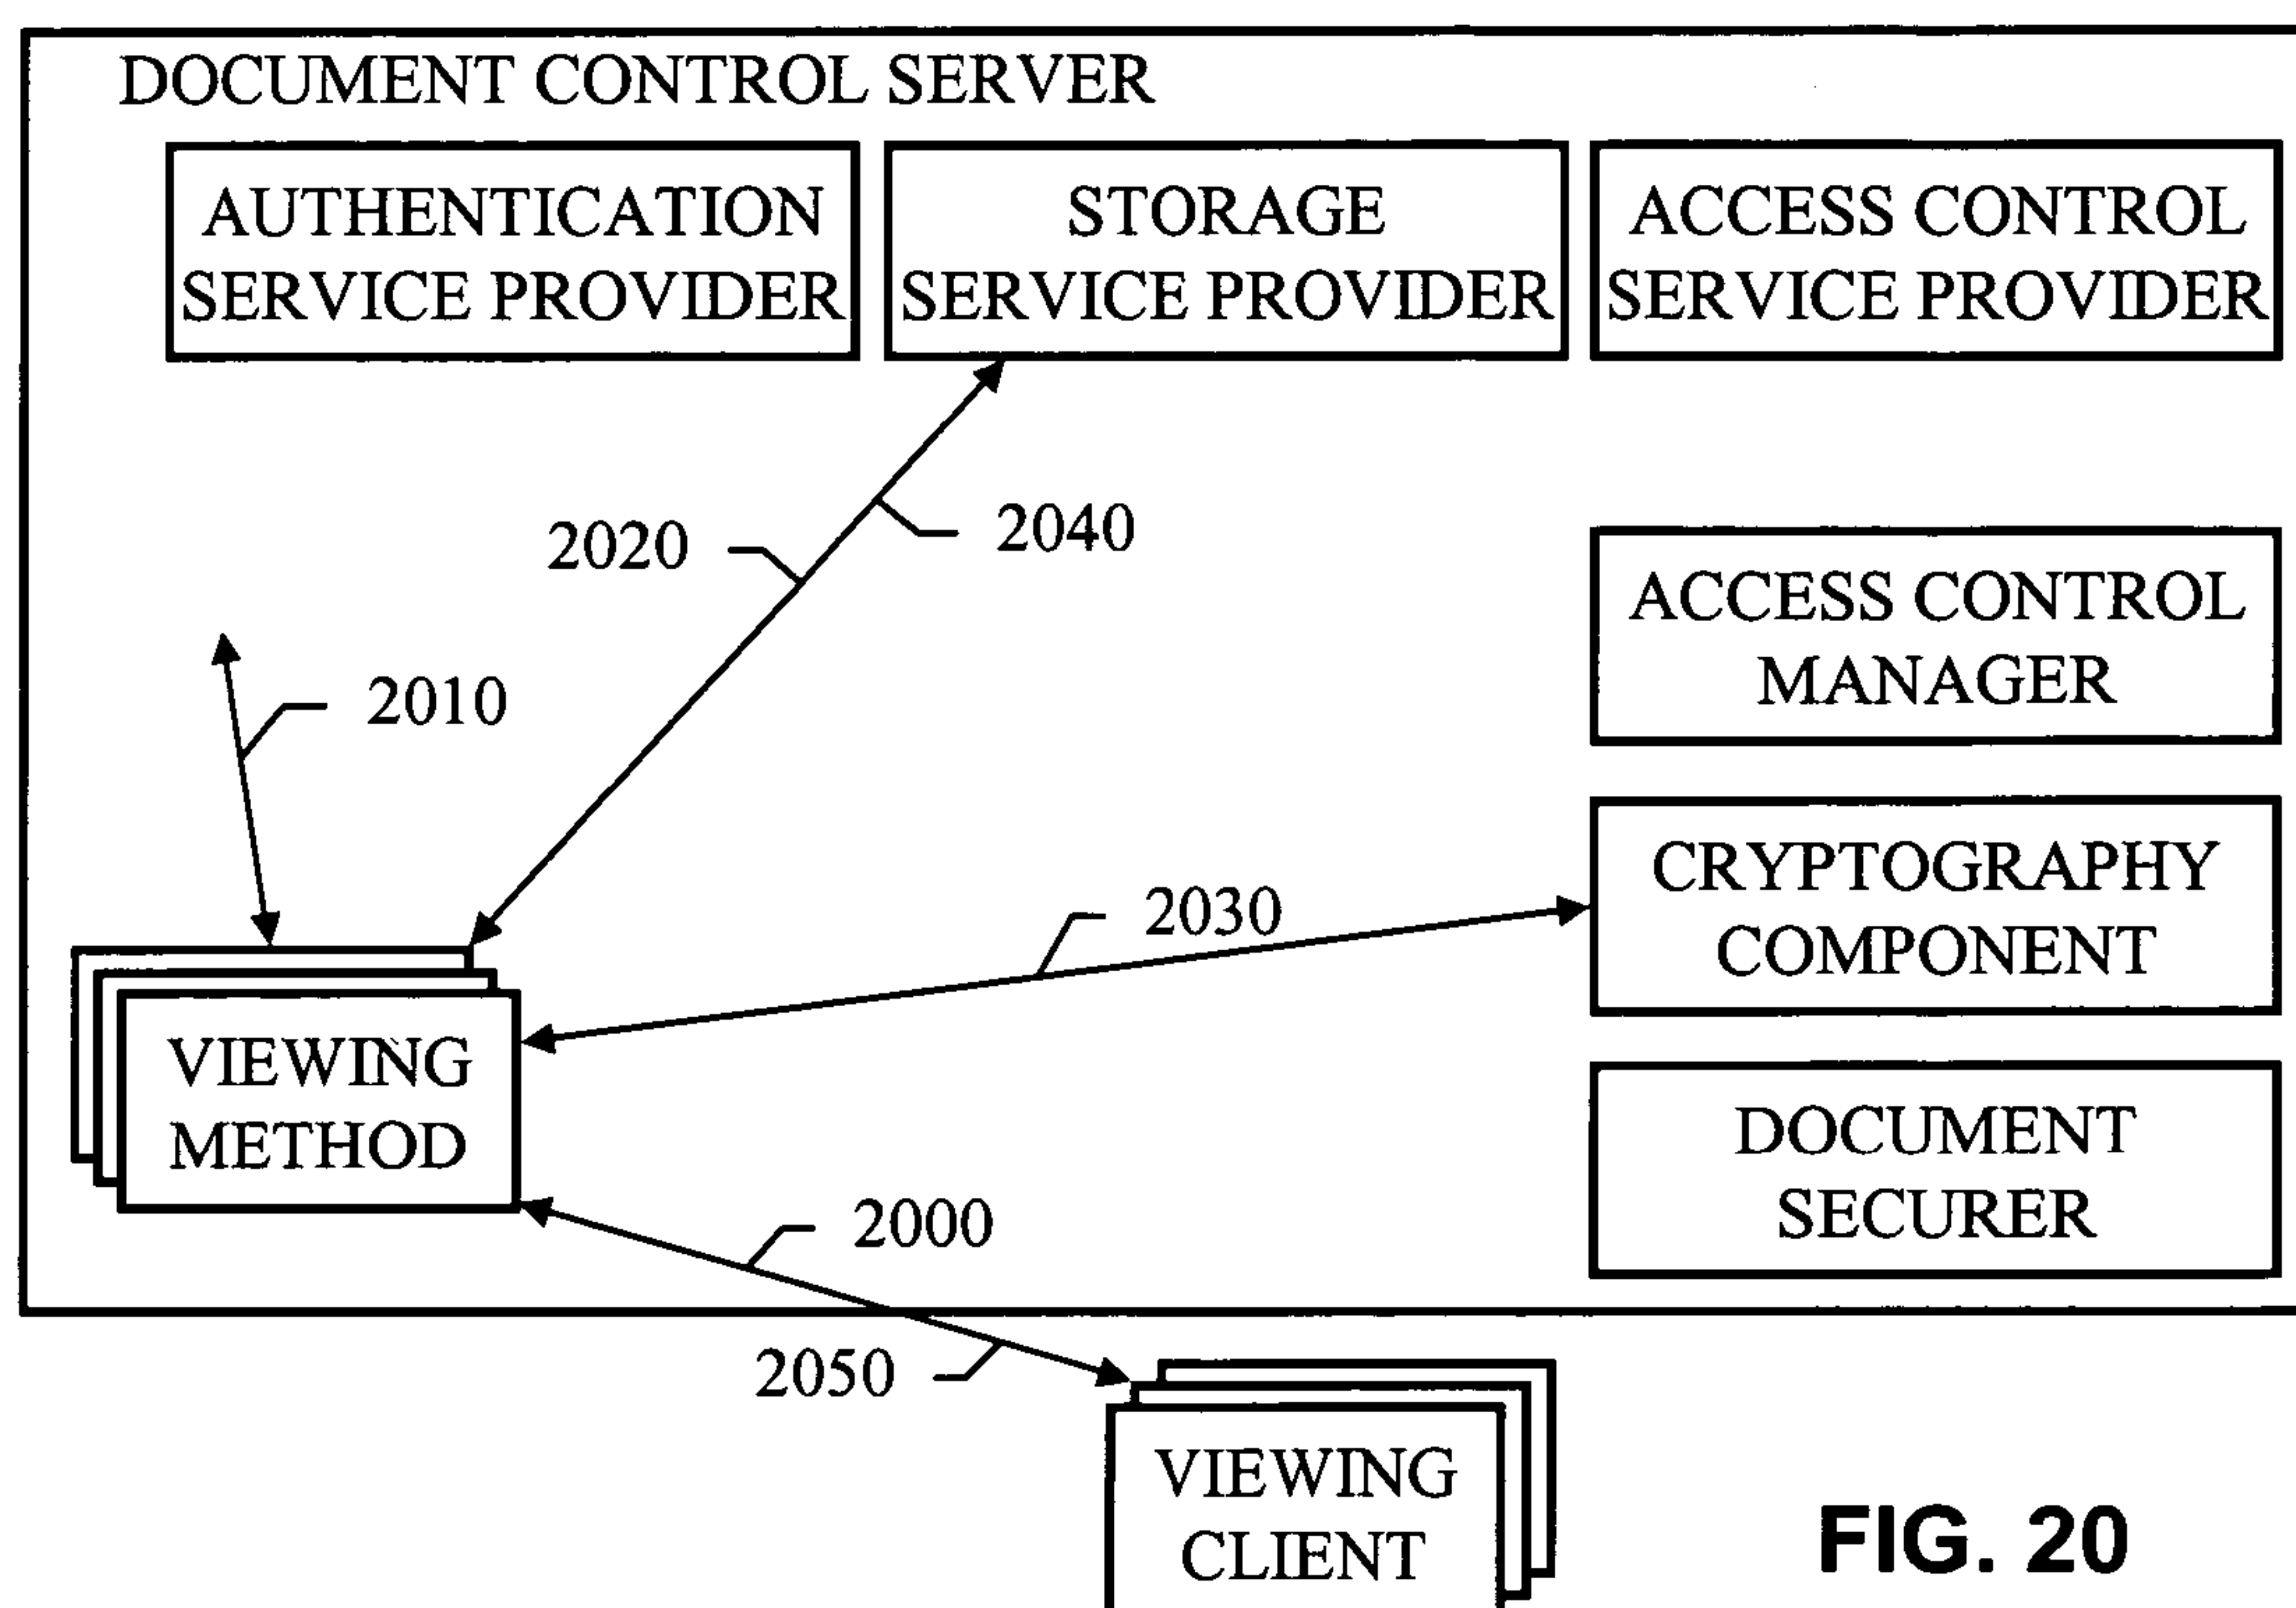 DOCUMENT CONTROL SERVER
AUTHENTICATION
SERVICE PROVIDER
STORAGE
SERVICE PROVIDER
ACCESS CONTROL
SERVICE PROVIDER
2020
2040
ACCESS CONTROL
MANAGER
2010
2030
CRYPTOGRAPHY
COMPONENT
VIEWING
METHOD
DOCUMENT
SECURER
2000
2050
VIEWING
CLIENT
FIG. 20